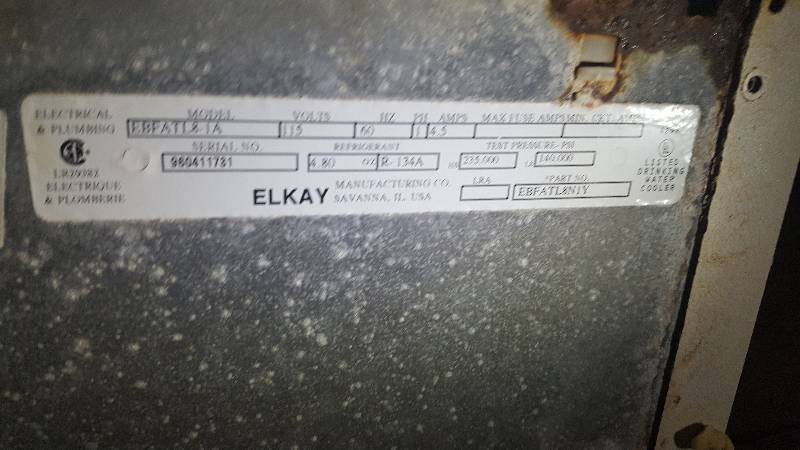 ELECTRICAL & PLUMBING
MODEL VOLTS HZ PH AMPS MAX FUSE AMPS MIN. CKT. AMPS
EBFATL8-1A 115 60 1 4.5
SERIAL NO. REFRIGERANT TEST PRESSURE- PSI
960411731 4.80 OZ R-134A 235.000 140.000
LR29382
ELECTRIQUE & PLOMBERIE
ELKAY MANUFACTURING CO.
SAVANNA, IL. USA
LRA *PART NO.
EBFATL8N1Y
LISTED
DRINKING
WATER
COOLER